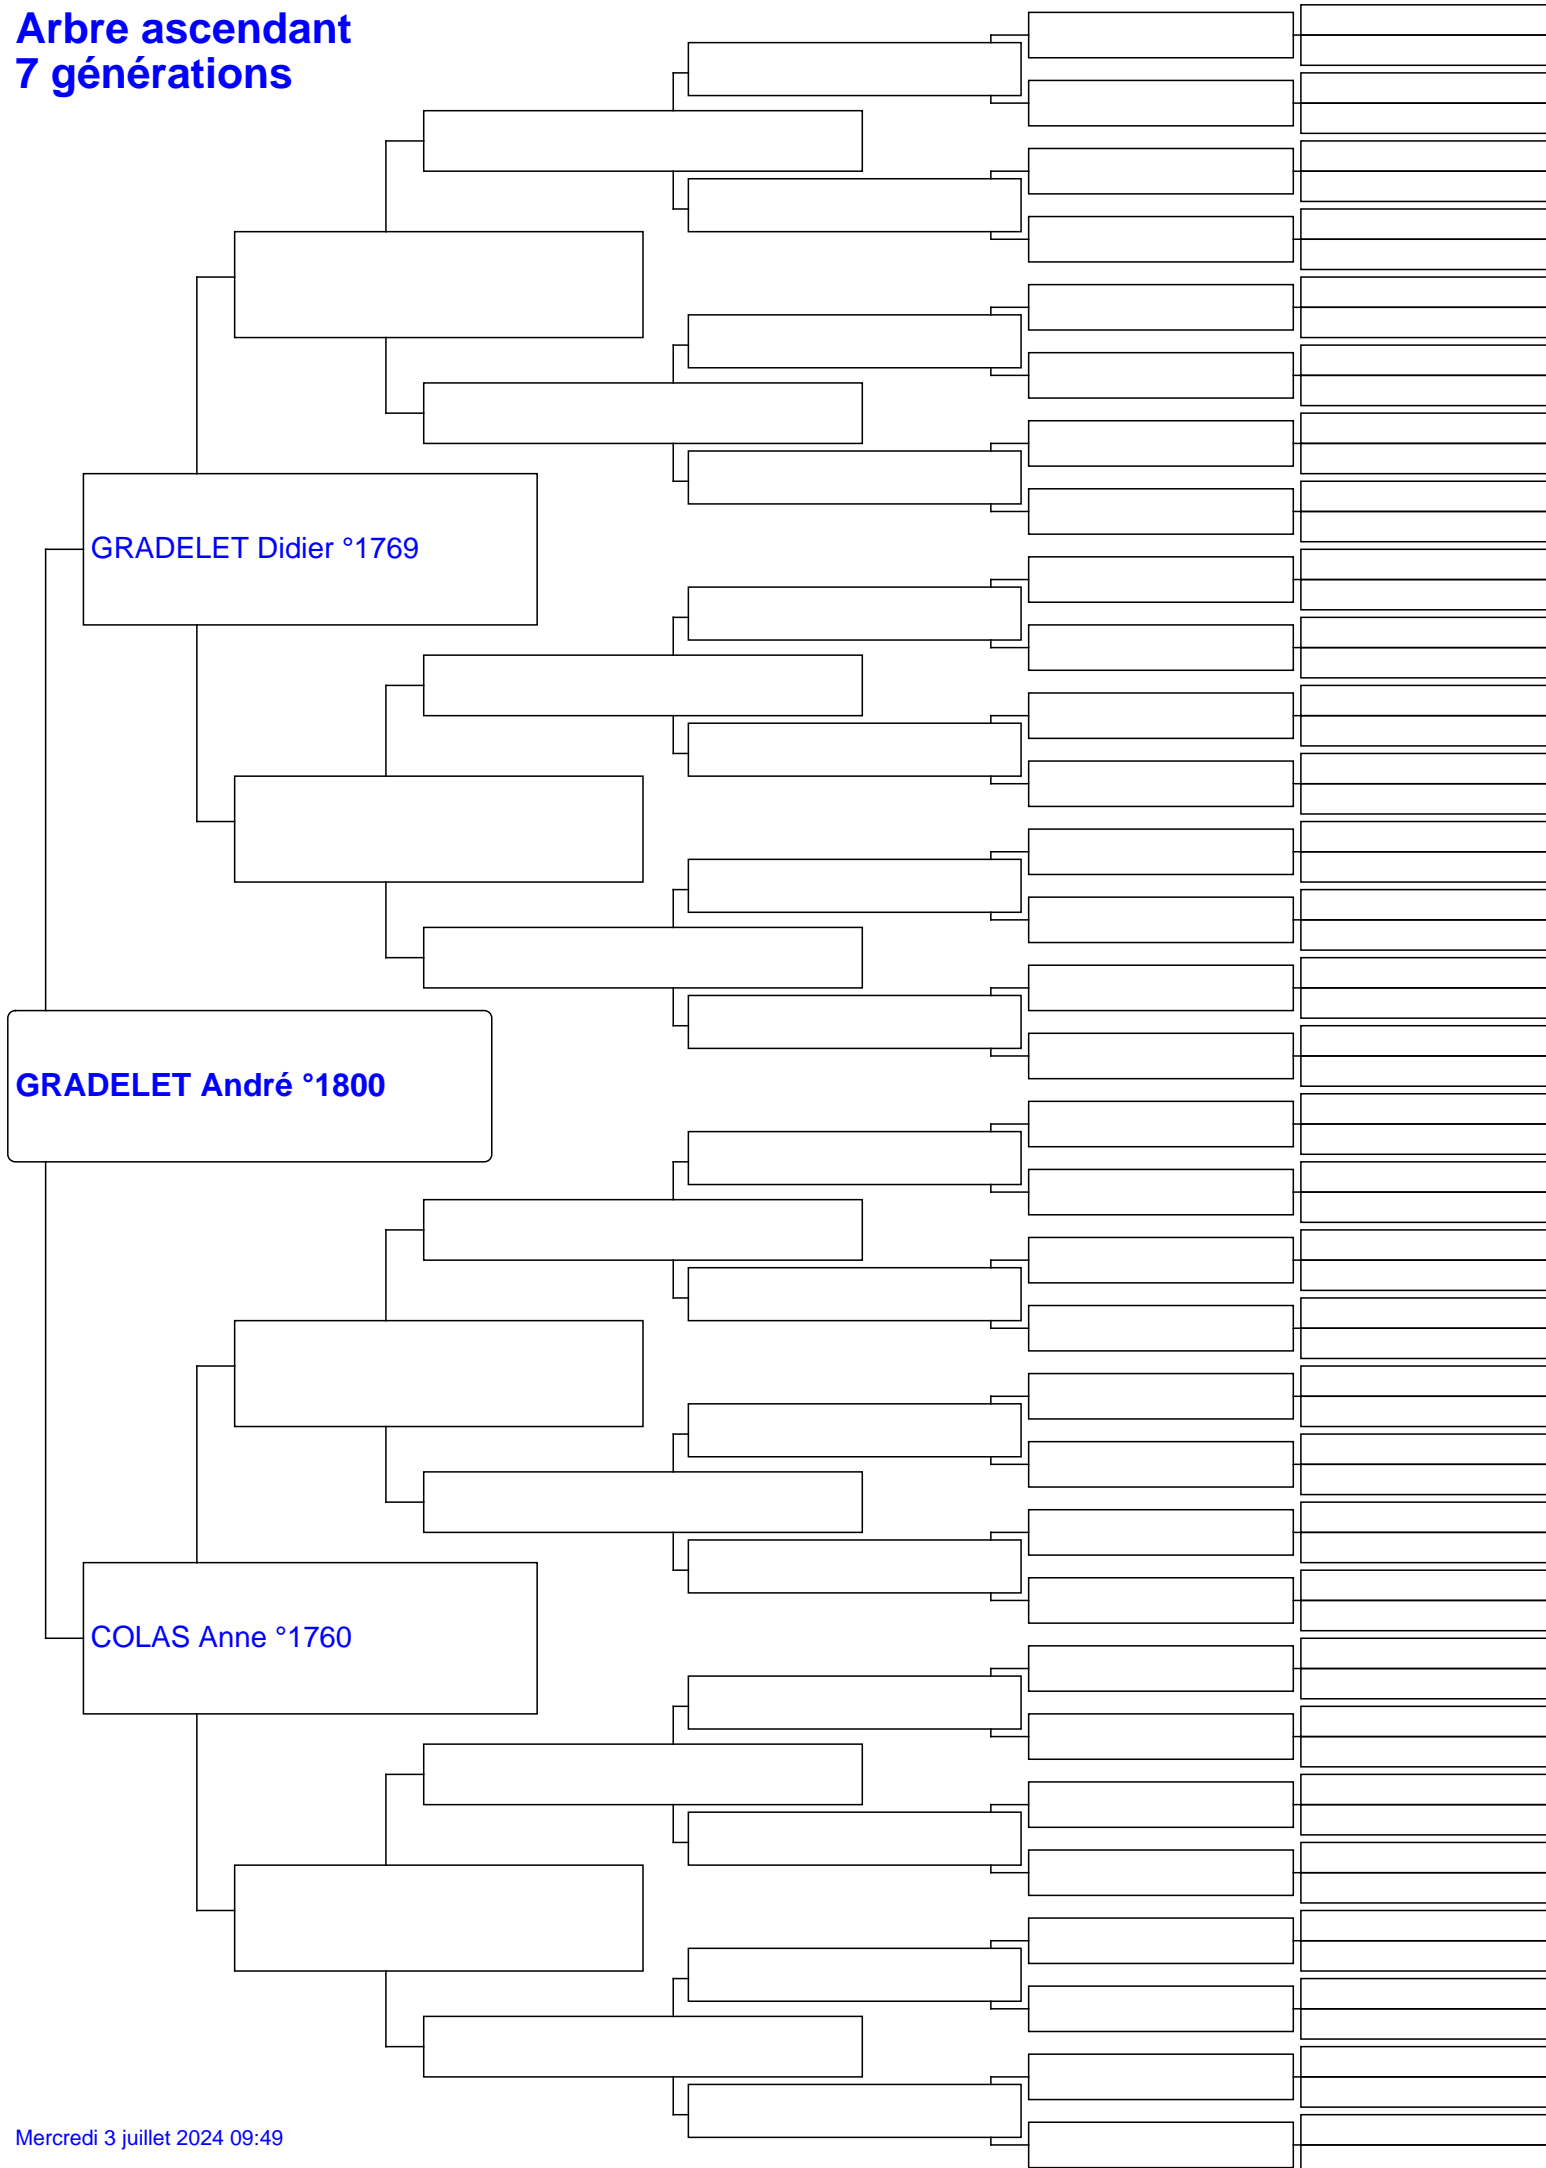 Arbre ascendant
7 générations
GRADELET Didier °1769
GRADELET André °1800
COLAS Anne °1760
Mercredi 3 juillet 2024 09:49